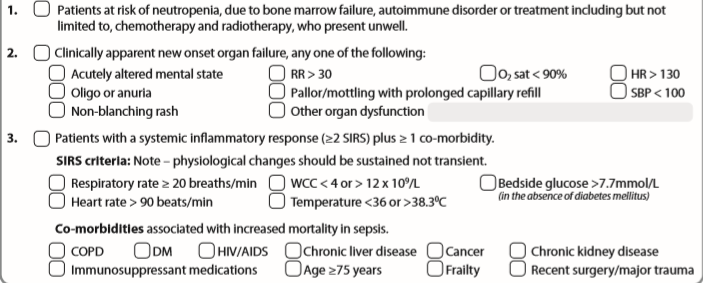 1. Patients at risk of neutropenia, due to bone marrow failure, autoimmune disorder or treatment including but not
limited to, chemotherapy and radiotherapy, who present unwell.
2. Clinically apparent new onset organ failure, any one of the following:
Acutely altered mental state RR > 30 O₂ sat < 90% HR > 130
Oligo or anuria Pallor/mottling with prolonged capillary refill SBP < 100
Non-blanching rash Other organ dysfunction
3. Patients with a systemic inflammatory response (≥2 SIRS) plus ≥ 1 co-morbidity.
SIRS criteria: Note – physiological changes should be sustained not transient.
Respiratory rate ≥ 20 breaths/min WCC < 4 or > 12 x 10⁹/L Bedside glucose >7.7mmol/L
(in the absence of diabetes mellitus)
Heart rate > 90 beats/min Temperature <36 or >38.3⁰C
Co-morbidities associated with increased mortality in sepsis.
COPD DM HIV/AIDS Chronic liver disease Cancer Chronic kidney disease
Immunosuppressant medications Age ≥75 years Frailty Recent surgery/major trauma